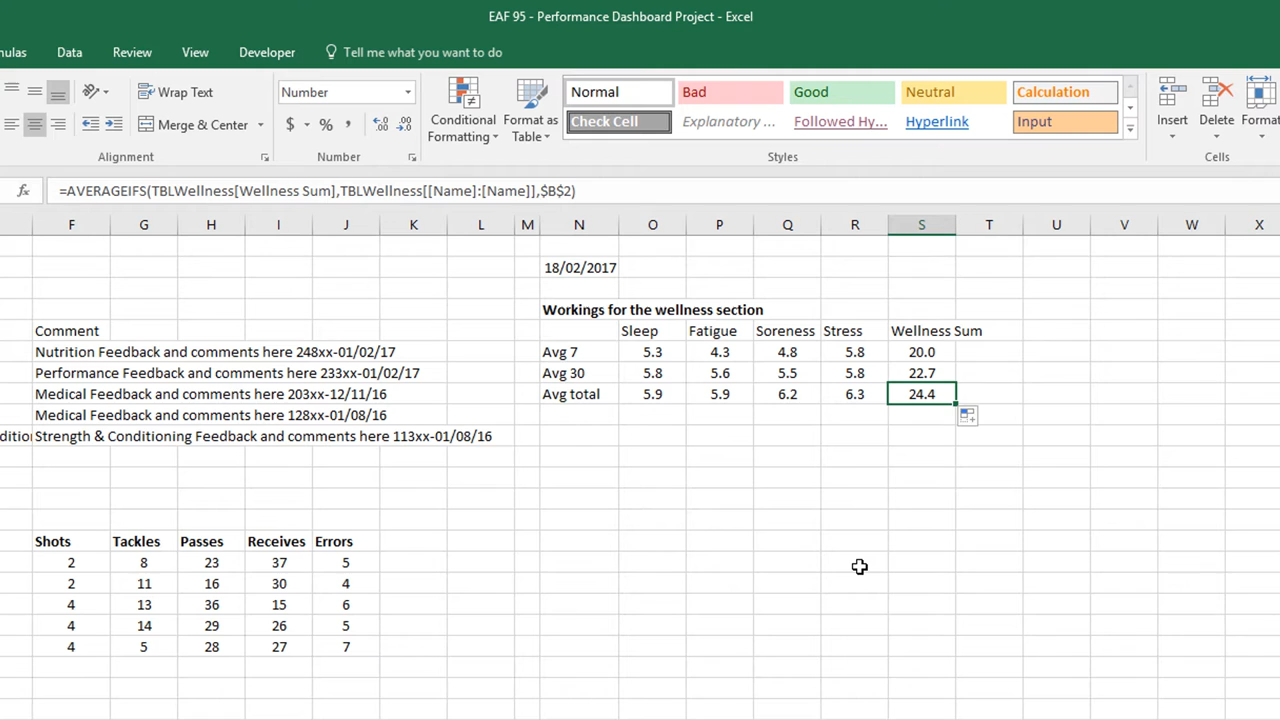 EAF 95 - Performance Dashboard Project - Excel
nulas Data Review View Developer Tell me what you want to do
Wrap Text Number Normal Bad Good Neutral Calculation
Merge & Center $ % Conditional Formatting Format as Table Check Cell Explanatory ... Followed Hy... Hyperlink Input Insert Delete Format
Alignment Number Styles Cells
fx =AVERAGEIFS(TBLWellness[Wellness Sum],TBLWellness[[Name]:[Name]],$B$2)
F G H I J K L M N O P Q R S T U V W X
18/02/2017
Workings for the wellness section
Comment Sleep Fatigue Soreness Stress Wellness Sum
Nutrition Feedback and comments here 248xx-01/02/17 Avg 7 5.3 4.3 4.8 5.8 20.0
Performance Feedback and comments here 233xx-01/02/17 Avg 30 5.8 5.6 5.5 5.8 22.7
Medical Feedback and comments here 203xx-12/11/16 Avg total 5.9 5.9 6.2 6.3 24.4
Medical Feedback and comments here 128xx-01/08/16
Strength & Conditioning Feedback and comments here 113xx-01/08/16
Shots Tackles Passes Receives Errors
2 8 23 37 5
2 11 16 30 4
4 13 36 15 6
4 14 29 26 5
4 5 28 27 7